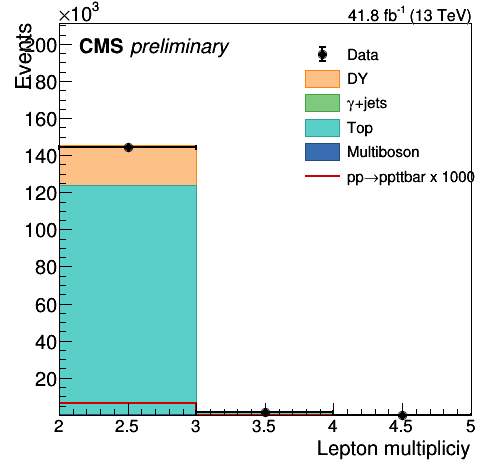 ×10³
41.8 fb⁻¹ (13 TeV)
Events
CMS preliminary
Data
DY
γ+jets
Top
Multiboson
pp→ppttbar x 1000
200
180
160
140
120
100
80
60
40
20
2 2.5 3 3.5 4 4.5 5
Lepton multipliciy